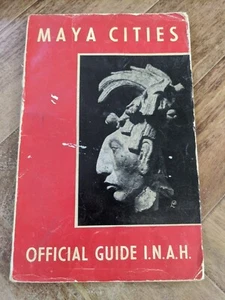 MAYA CITIES
OFFICIAL GUIDE I.N.A.H.